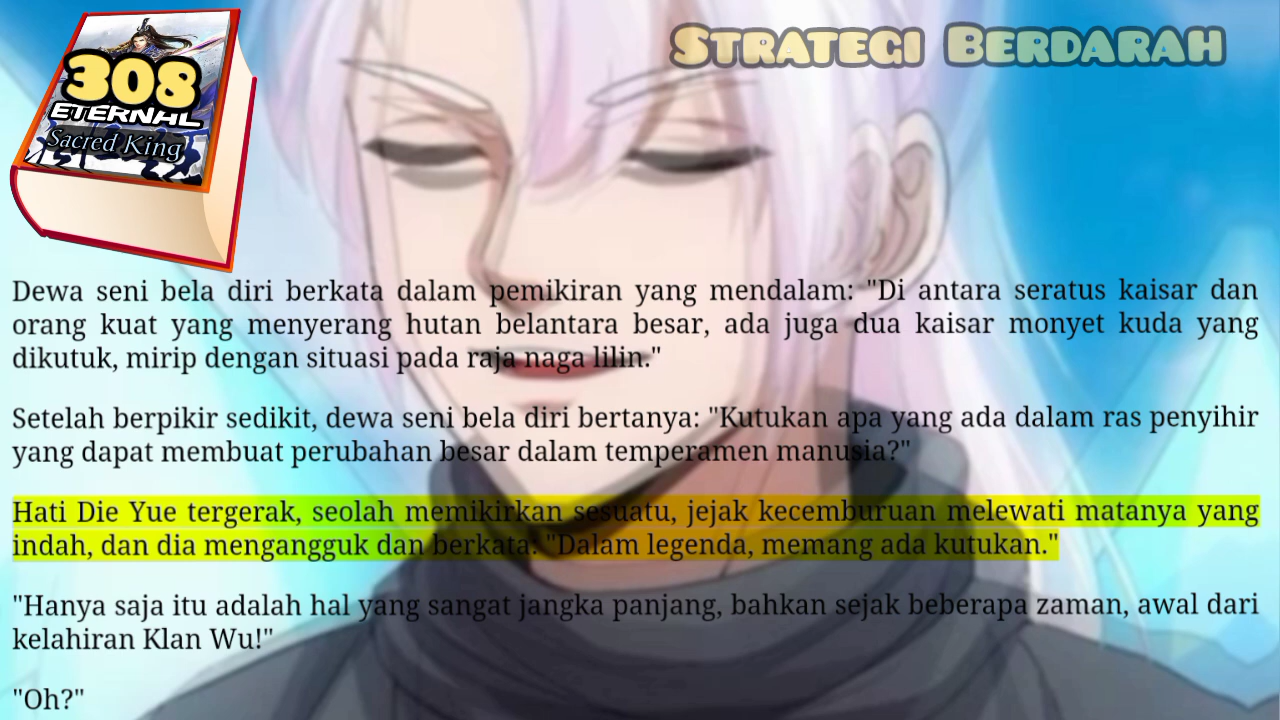 STRATEGI BERDARAH
308
ETERNAL
Sacred King
Dewa seni bela diri berkata dalam pemikiran yang mendalam: "Di antara seratus kaisar dan
orang kuat yang menyerang hutan belantara besar, ada juga dua kaisar monyet kuda yang
dikutuk, mirip dengan situasi pada raja naga lilin."
Setelah berpikir sedikit, dewa seni bela diri bertanya: "Kutukan apa yang ada dalam ras penyihir
yang dapat membuat perubahan besar dalam temperamen manusia?"
Hati Die Yue tergerak, seolah memikirkan sesuatu, jejak kecemburuan melewati matanya yang
indah, dan dia mengangguk dan berkata: "Dalam legenda, memang ada kutukan."
"Hanya saja itu adalah hal yang sangat jangka panjang, bahkan sejak beberapa zaman, awal dari
kelahiran Klan Wu!"
"Oh?"